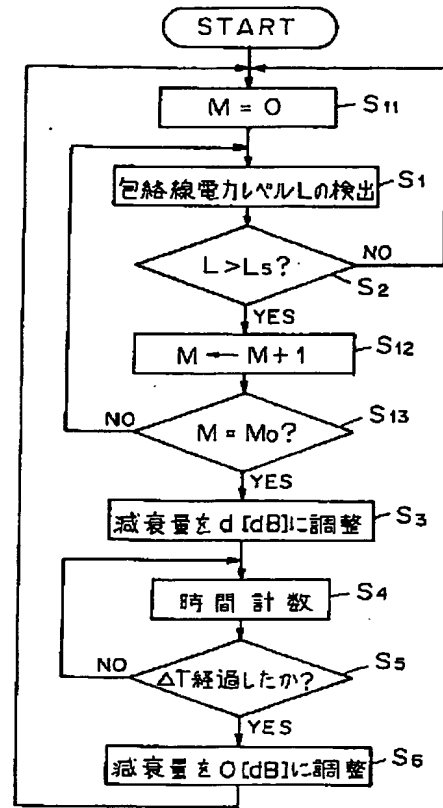 START
M = 0
S11
包絡線電力レベルLの検出
S1
L>Ls?
NO
S2
YES
M ← M+1
S12
NO
M = Mo?
S13
YES
減衰量をd[dB]に調整
S3
時間計数
S4
NO
ΔT経過したか?
S5
YES
減衰量を0[dB]に調整
S6